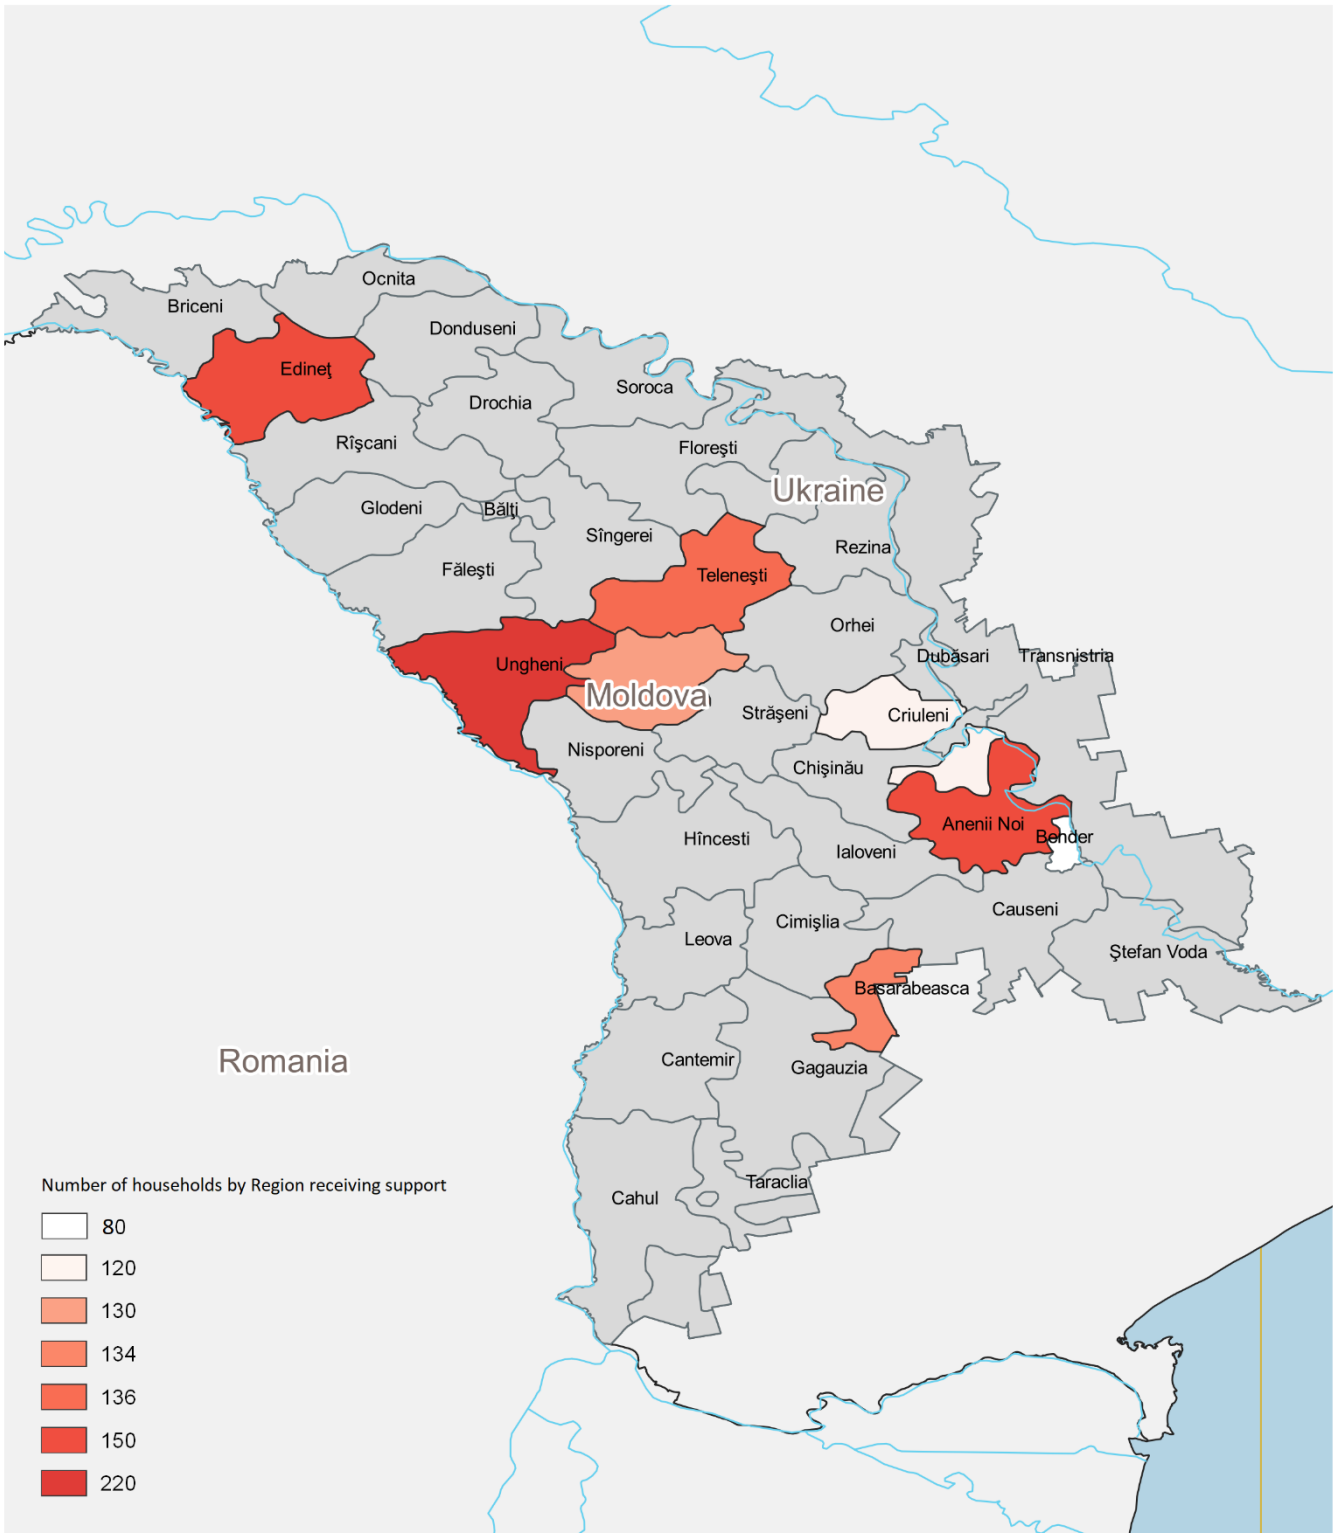 Ocnita
Briceni
Donduseni
Edineţ
Soroca
Drochia
Rîşcani
Floreşti
Ukraine
Glodeni
Bălţi
Sîngerei
Rezina
Făleşti
Teleneşti
Orhei
Dubăsari
Transnistria
Ungheni
Moldova
Străşeni
Criuleni
Nisporeni
Chişinău
Anenii Noi
Bender
Hîncesti
Ialoveni
Causeni
Cimişlia
Leova
Ştefan Voda
Basarabeasca
Romania
Cantemir
Gagauzia
Taraclia
Cahul
Number of households by Region receiving support
80
120
130
134
136
150
220